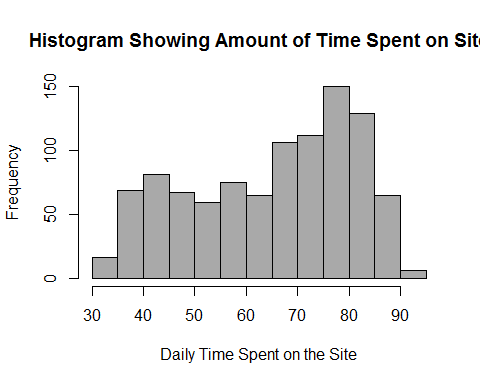 Histogram Showing Amount of Time Spent on Site
150
100
50
0
Frequency
30 40 50 60 70 80 90
Daily Time Spent on the Site